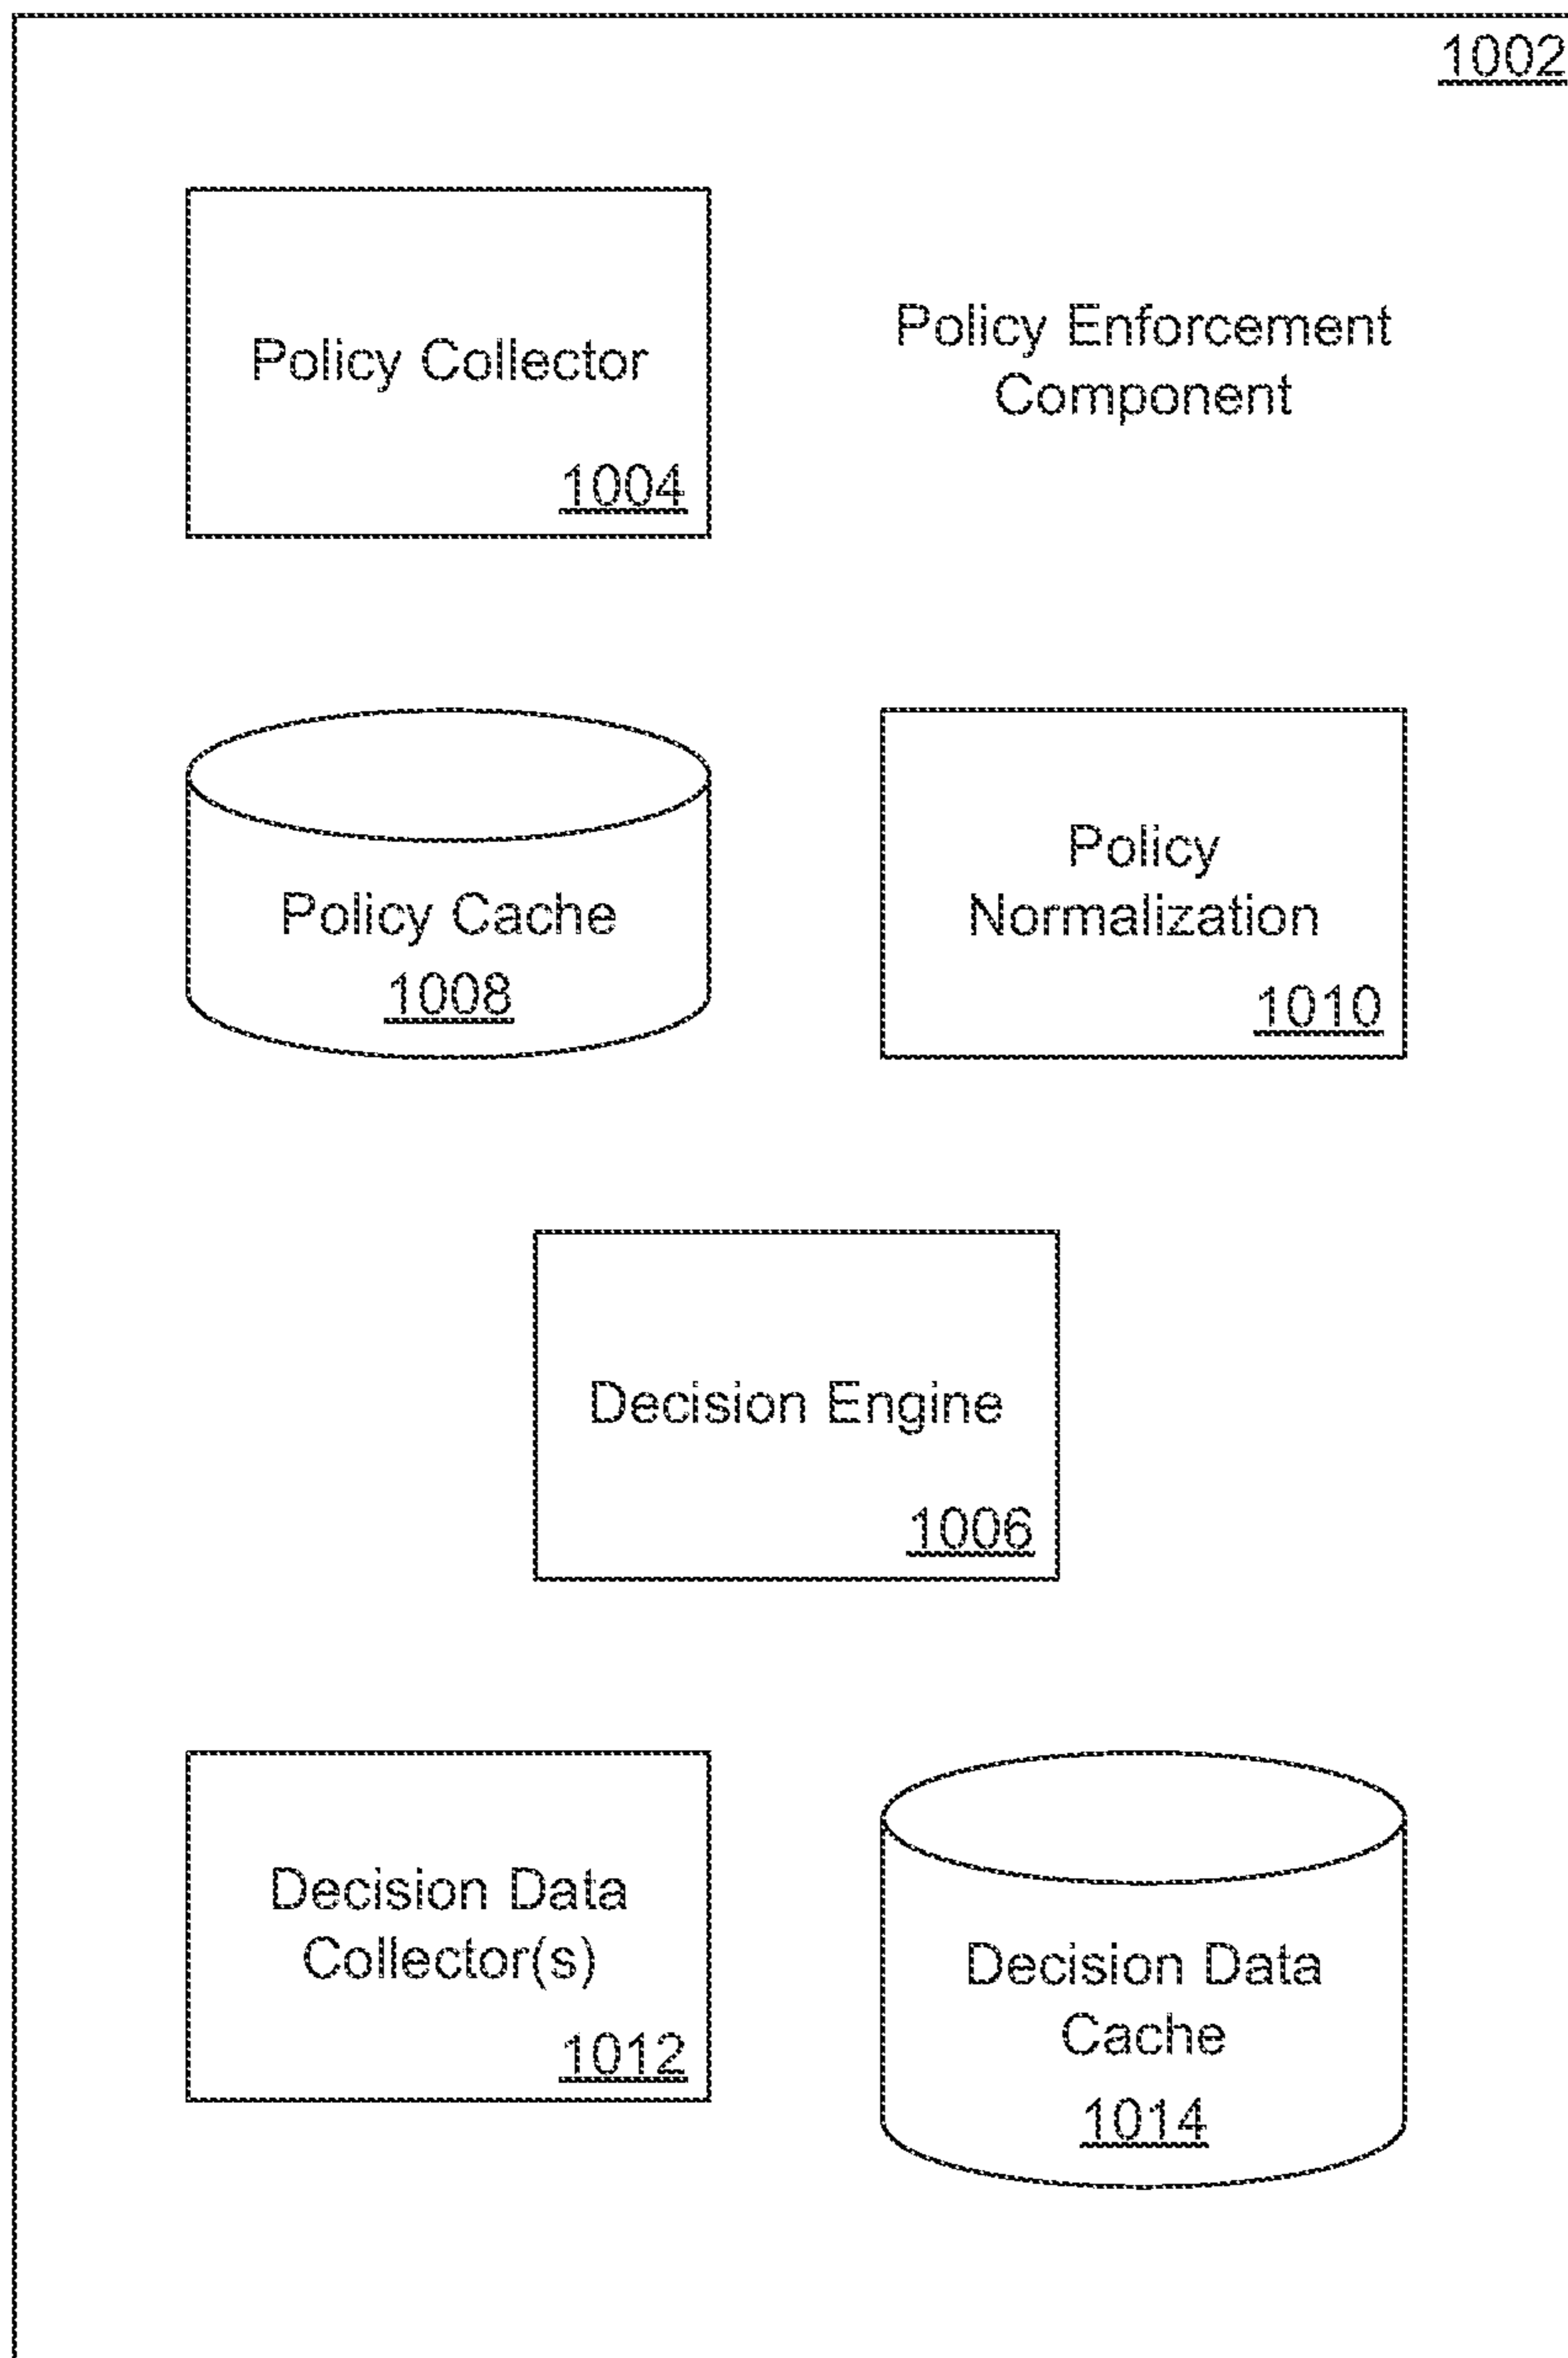 1002
Policy Collector
1004
Policy Enforcement
Component
Policy Cache
1008
Policy
Normalization
1010
Decision Engine
1006
Decision Data
Collector(s)
1012
Decision Data
Cache
1014